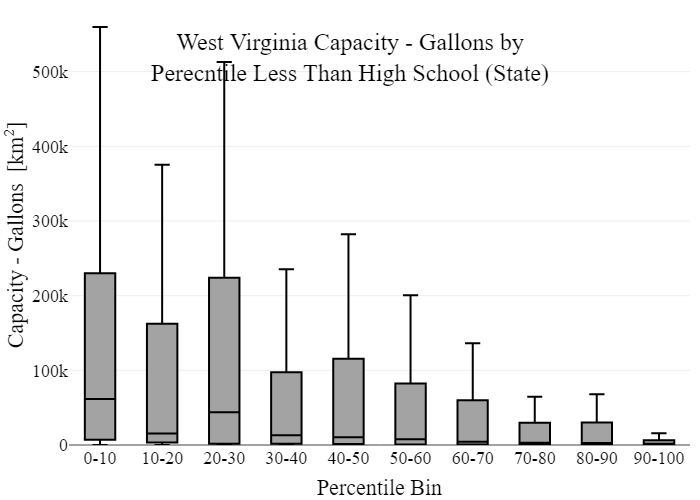 West Virginia Capacity - Gallons by
Perecntile Less Than High School (State)
Capacity - Gallons [km²]
500k
400k
300k
200k
100k
0
0-10 10-20 20-30 30-40 40-50 50-60 60-70 70-80 80-90 90-100
Percentile Bin